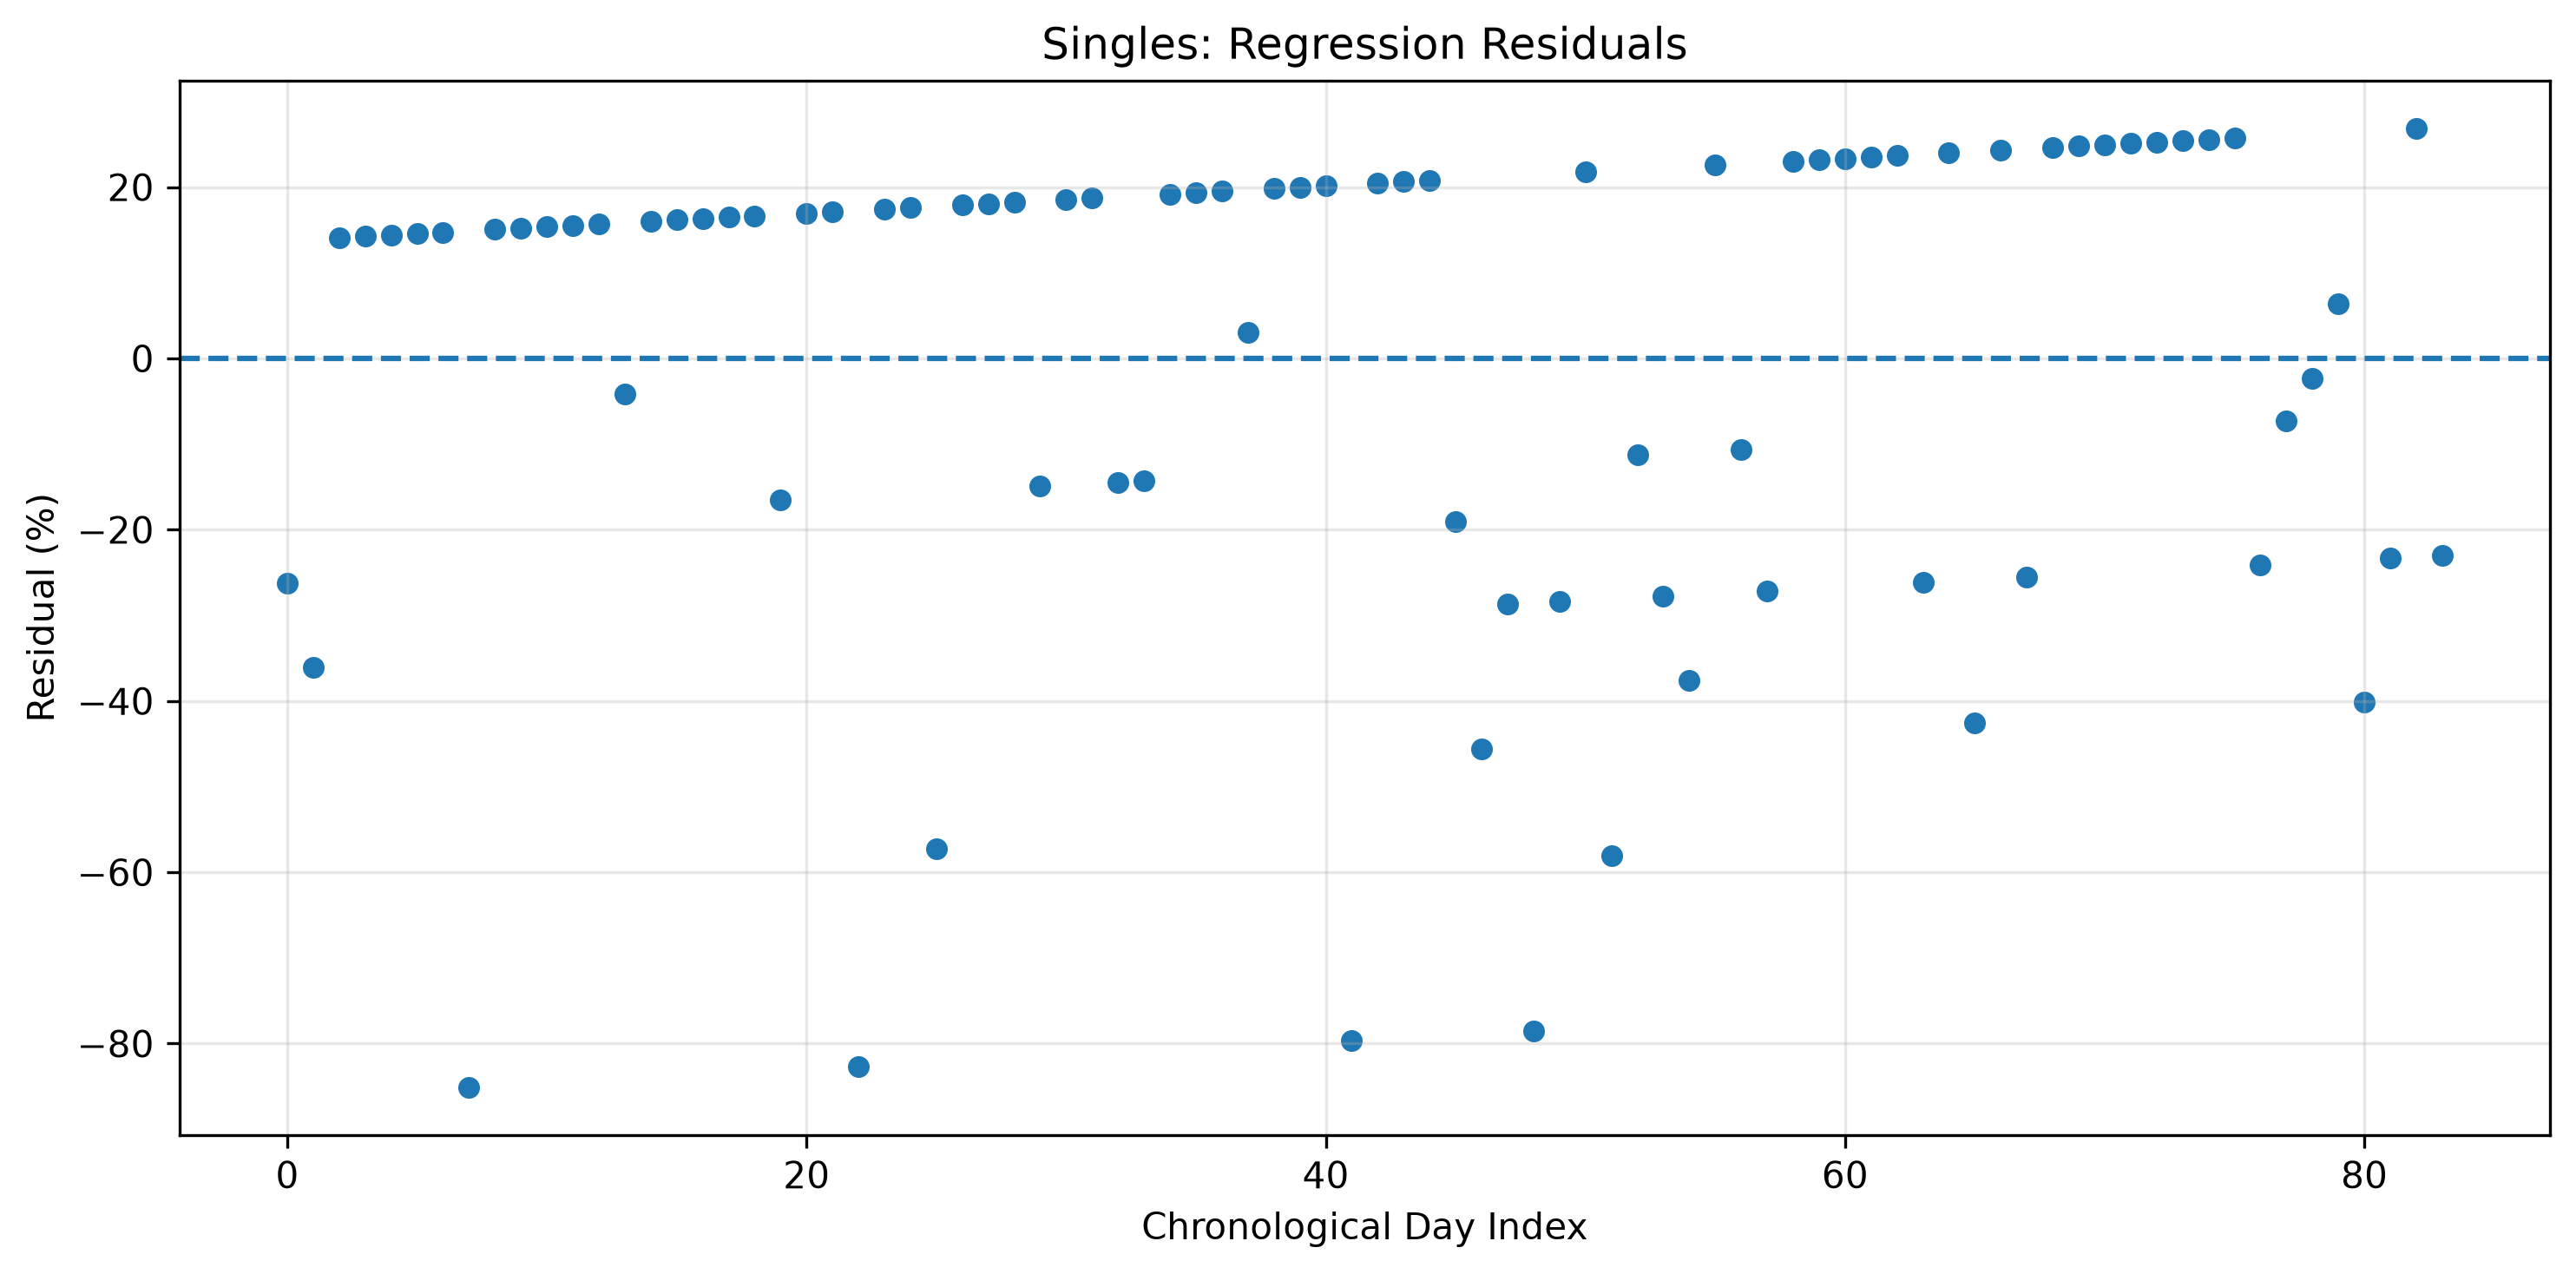 Singles: Regression Residuals
Residual (%)
20
0
−20
−40
−60
−80
0 20 40 60 80
Chronological Day Index